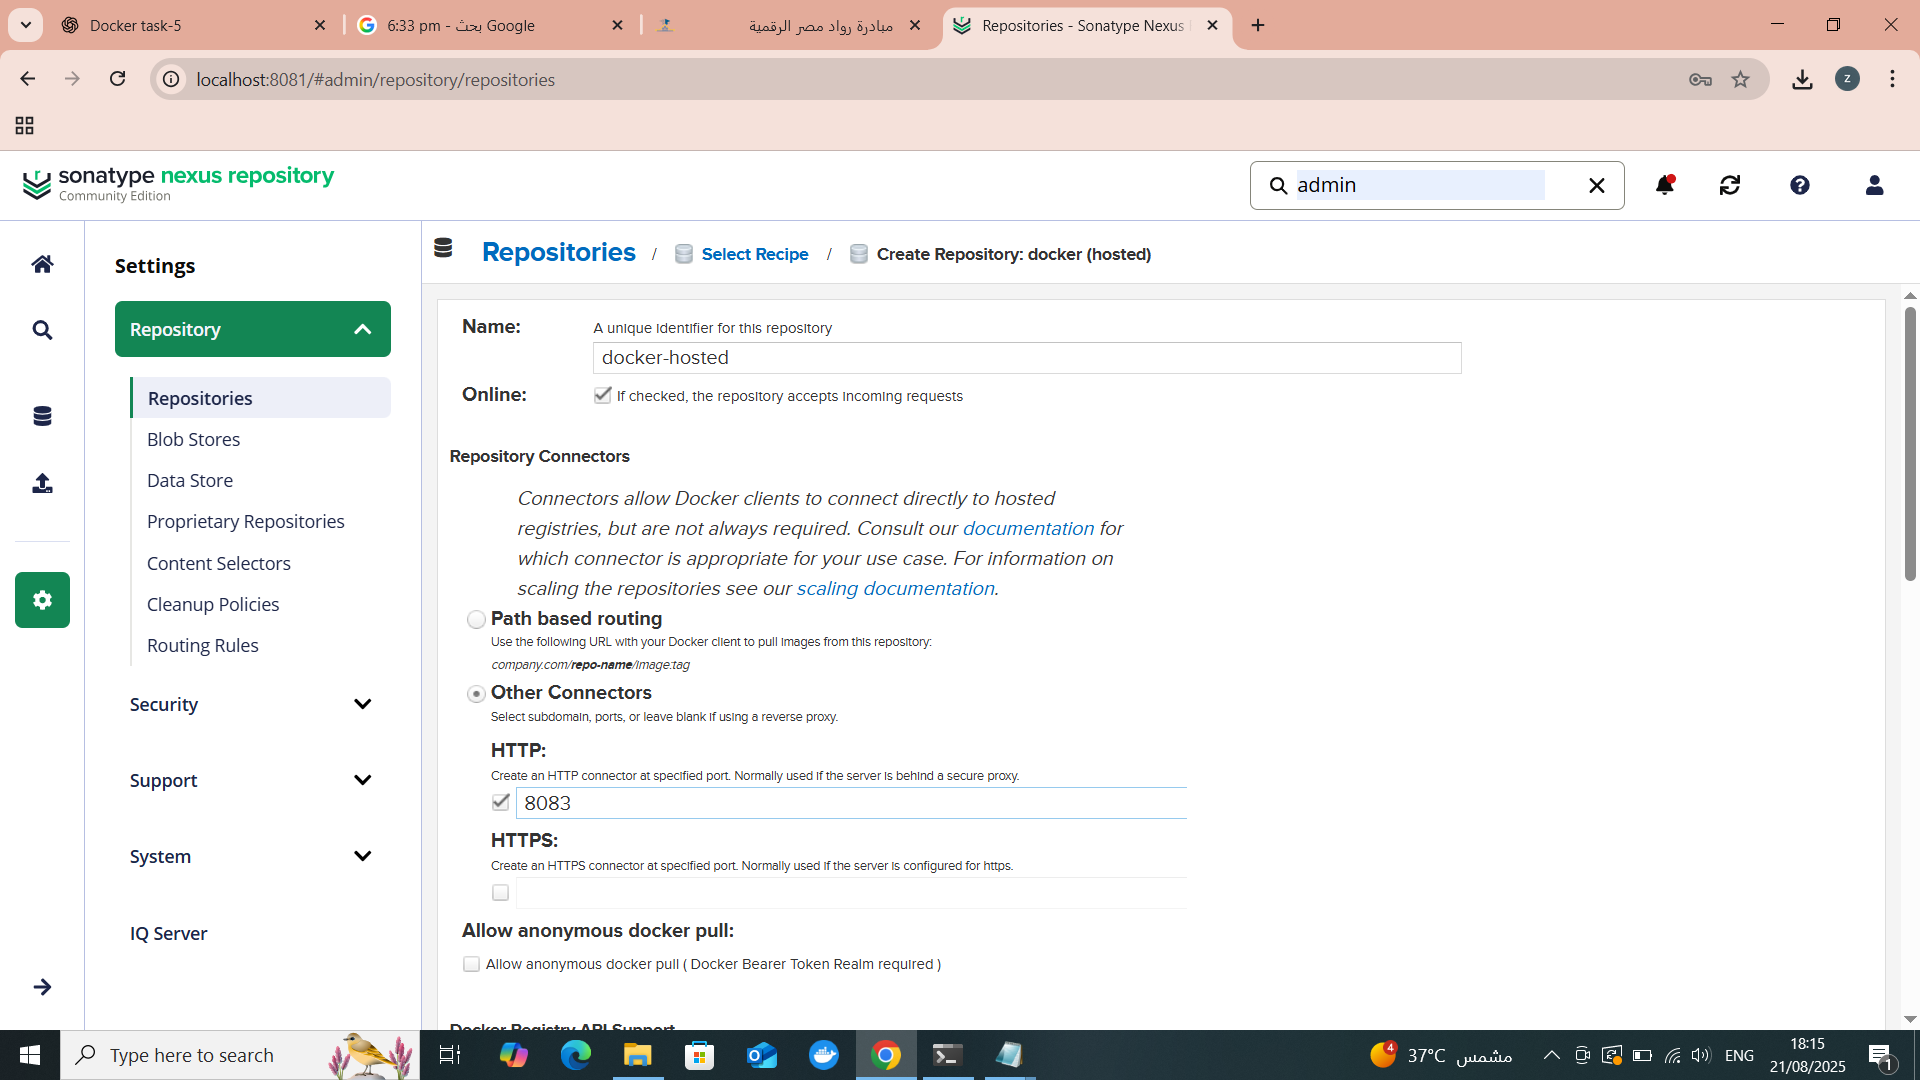 Docker task-5
6:33 pm - بحث Google
مبادرة رواد مصر الرقمية
Repositories - Sonatype Nexus
localhost:8081/#admin/repository/repositories
z
sonatype nexus repository
Community Edition
admin
Settings
Repository
Repositories
Blob Stores
Data Store
Proprietary Repositories
Content Selectors
Cleanup Policies
Routing Rules
Security
Support
System
IQ Server
Repositories / Select Recipe / Create Repository: docker (hosted)
Name:
A unique identifier for this repository
docker-hosted
Online:
If checked, the repository accepts incoming requests
Repository Connectors
Connectors allow Docker clients to connect directly to hosted
registries, but are not always required. Consult our documentation for
which connector is appropriate for your use case. For information on
scaling the repositories see our scaling documentation.
Path based routing
Use the following URL with your Docker client to pull images from this repository:
company.com/repo-name/image:tag
Other Connectors
Select subdomain, ports, or leave blank if using a reverse proxy.
HTTP:
Create an HTTP connector at specified port. Normally used if the server is behind a secure proxy.
8083
HTTPS:
Create an HTTPS connector at specified port. Normally used if the server is configured for https.
Allow anonymous docker pull:
Allow anonymous docker pull ( Docker Bearer Token Realm required )
Docker Registry API Support
Type here to search
4
37°C مشمس
ENG
18:15
21/08/2025
1